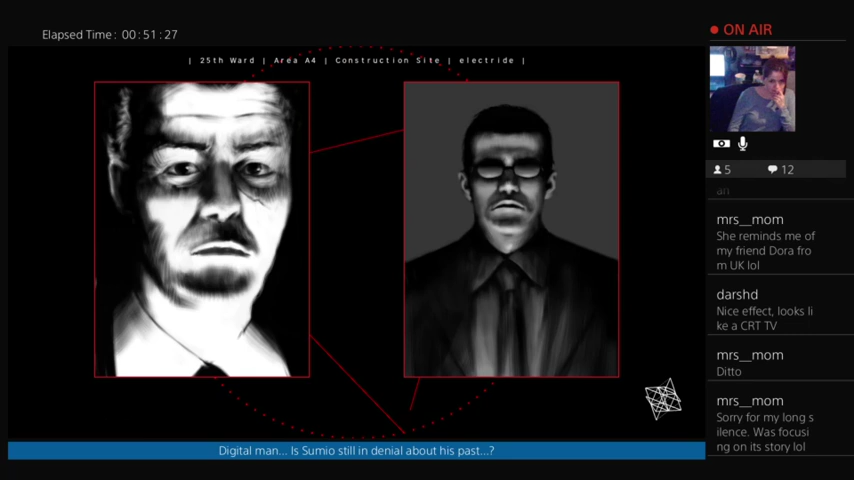 Elapsed Time: 00:51:27
ON AIR
| 25th Ward | Area A4 | Construction Site | electride |
5
12
an
mrs__mom
She reminds me of
my friend Dora fro
m UK lol
darshd
Nice effect, looks li
ke a CRT TV
mrs__mom
Ditto
mrs__mom
Sorry for my long s
ilence. Was focusi
ng on its story lol
Digital man... Is Sumio still in denial about his past...?